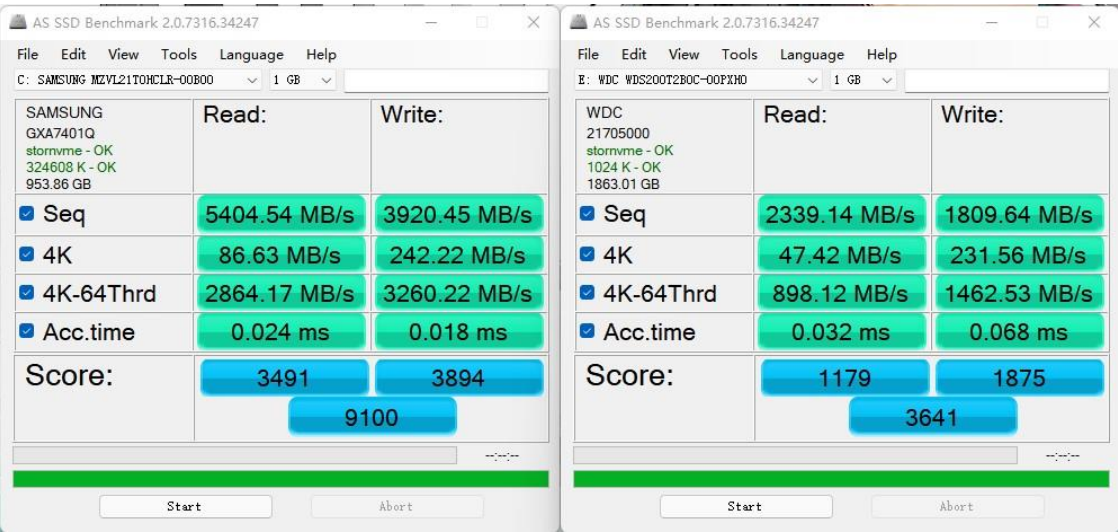 AS SSD Benchmark 2.0.7316.34247
File Edit View Tools Language Help
C: SAMSUNG MZVL21T0HCLR-00B00 1 GB
SAMSUNG
GXA7401Q
stornvme - OK
324608 K - OK
953.86 GB
Read: Write:
Seq 5404.54 MB/s 3920.45 MB/s
4K 86.63 MB/s 242.22 MB/s
4K-64Thrd 2864.17 MB/s 3260.22 MB/s
Acc.time 0.024 ms 0.018 ms
Score: 3491 3894
9100
--:--:--
Start Abort
AS SSD Benchmark 2.0.7316.34247
File Edit View Tools Language Help
E: WDC WDS200T2B0C-00PXH0 1 GB
WDC
21705000
stornvme - OK
1024 K - OK
1863.01 GB
Read: Write:
Seq 2339.14 MB/s 1809.64 MB/s
4K 47.42 MB/s 231.56 MB/s
4K-64Thrd 898.12 MB/s 1462.53 MB/s
Acc.time 0.032 ms 0.068 ms
Score: 1179 1875
3641
--:--:--
Start Abort